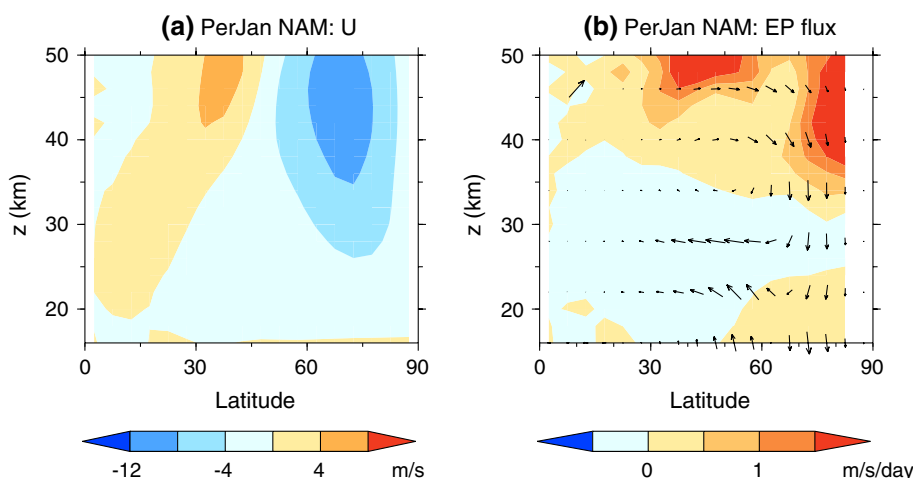 (a) PerJan NAM: U
50
40
30
20
z (km)
0 30 60 90
Latitude
-12 -4 4 m/s
(b) PerJan NAM: EP flux
50
40
30
20
z (km)
0 30 60 90
Latitude
0 1 m/s/day